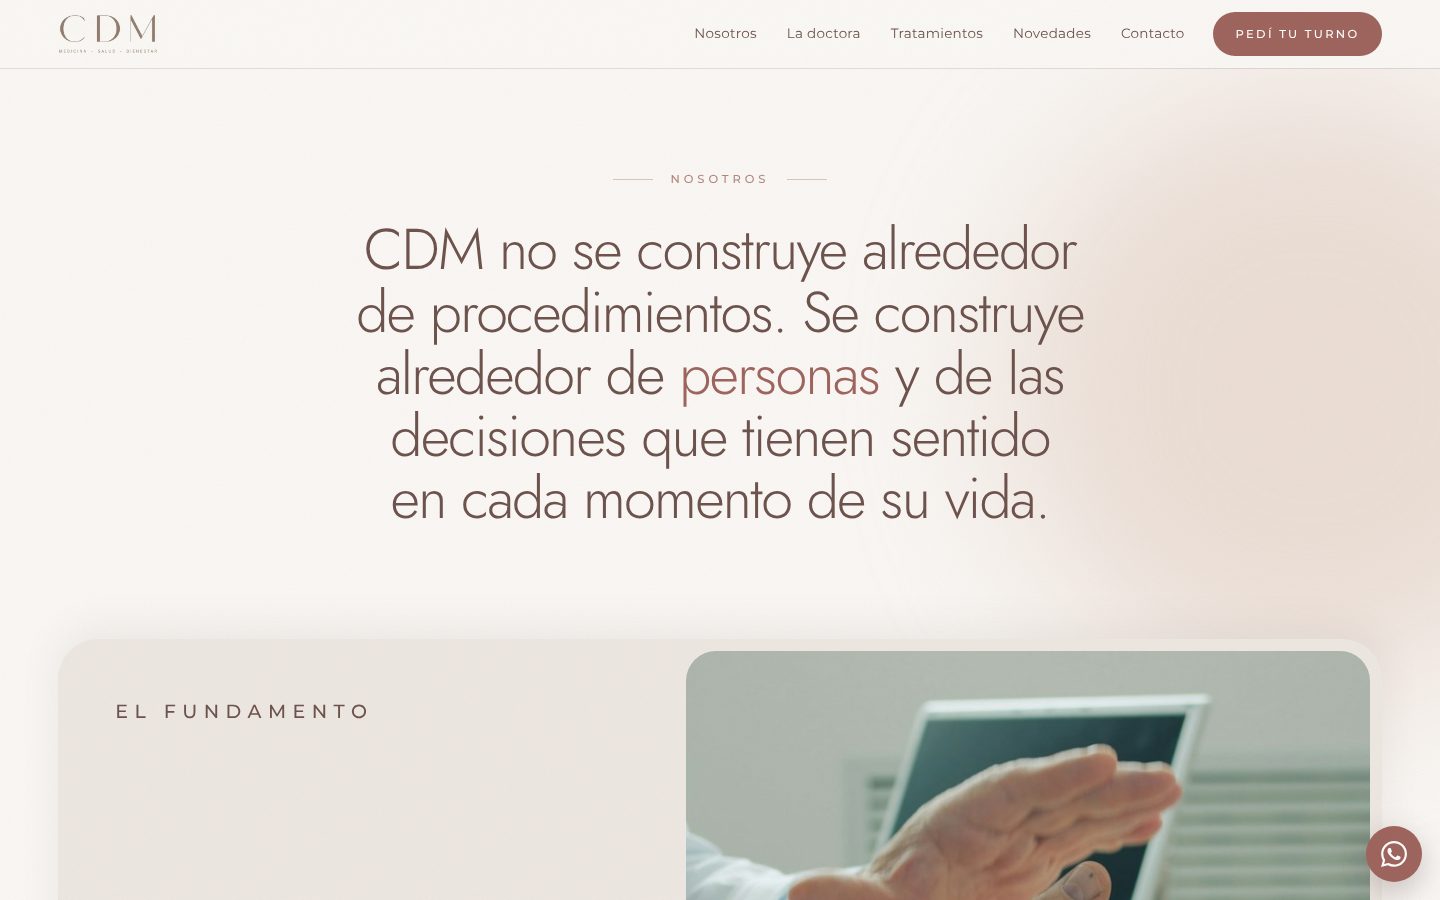 CDM
MEDICINA - SALUD - BIENESTAR
Nosotros
La doctora
Tratamientos
Novedades
Contacto
PEDÍ TU TURNO
NOSOTROS
CDM no se construye alrededor
de procedimientos. Se construye
alrededor de personas y de las
decisiones que tienen sentido
en cada momento de su vida.
EL FUNDAMENTO